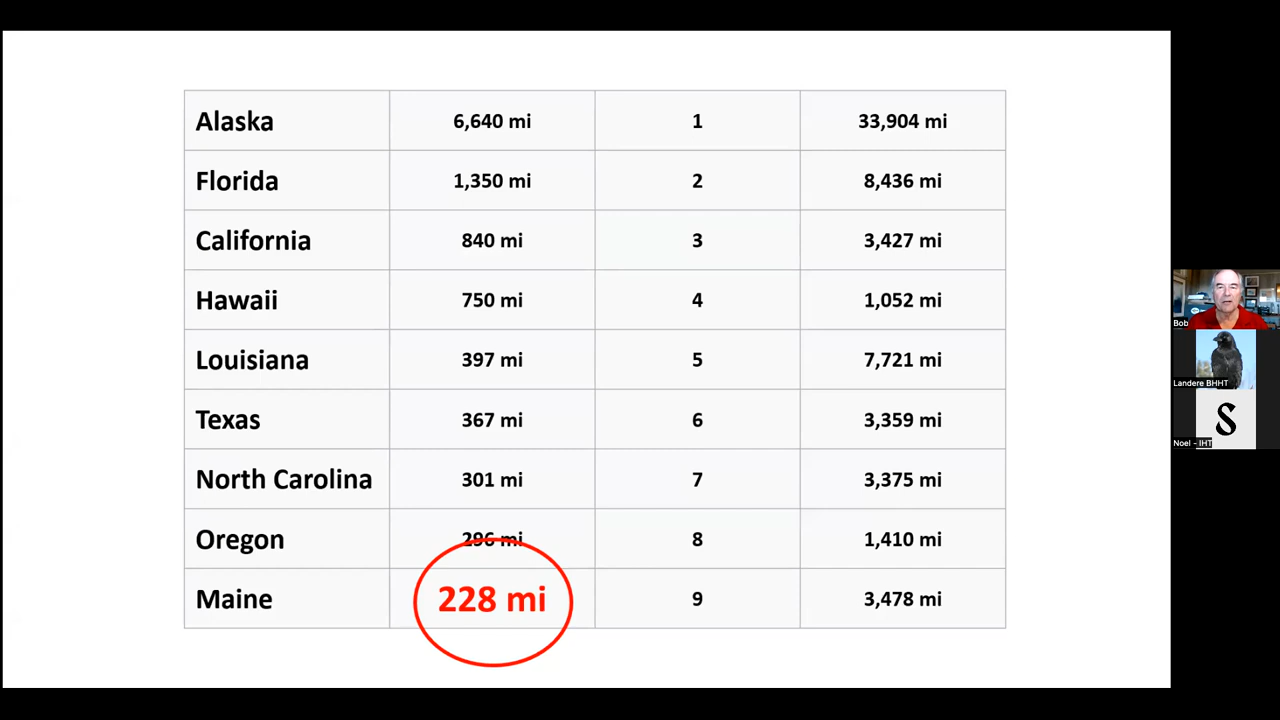 Alaska 6,640 mi 1 33,904 mi
Florida 1,350 mi 2 8,436 mi
California 840 mi 3 3,427 mi
Hawaii 750 mi 4 1,052 mi
Louisiana 397 mi 5 7,721 mi
Texas 367 mi 6 3,359 mi
North Carolina 301 mi 7 3,375 mi
Oregon 296 mi 8 1,410 mi
Maine 228 mi 9 3,478 mi
Bob
Landere BHHT
S
Noel - IHT